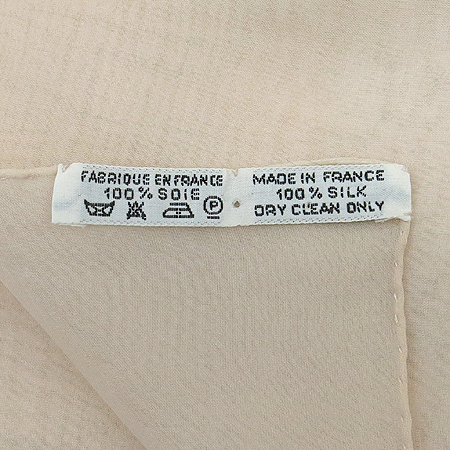 FABRIQUE EN FRANCE
100% SOIE
P
MADE IN FRANCE
100% SILK
DRY CLEAN ONLY